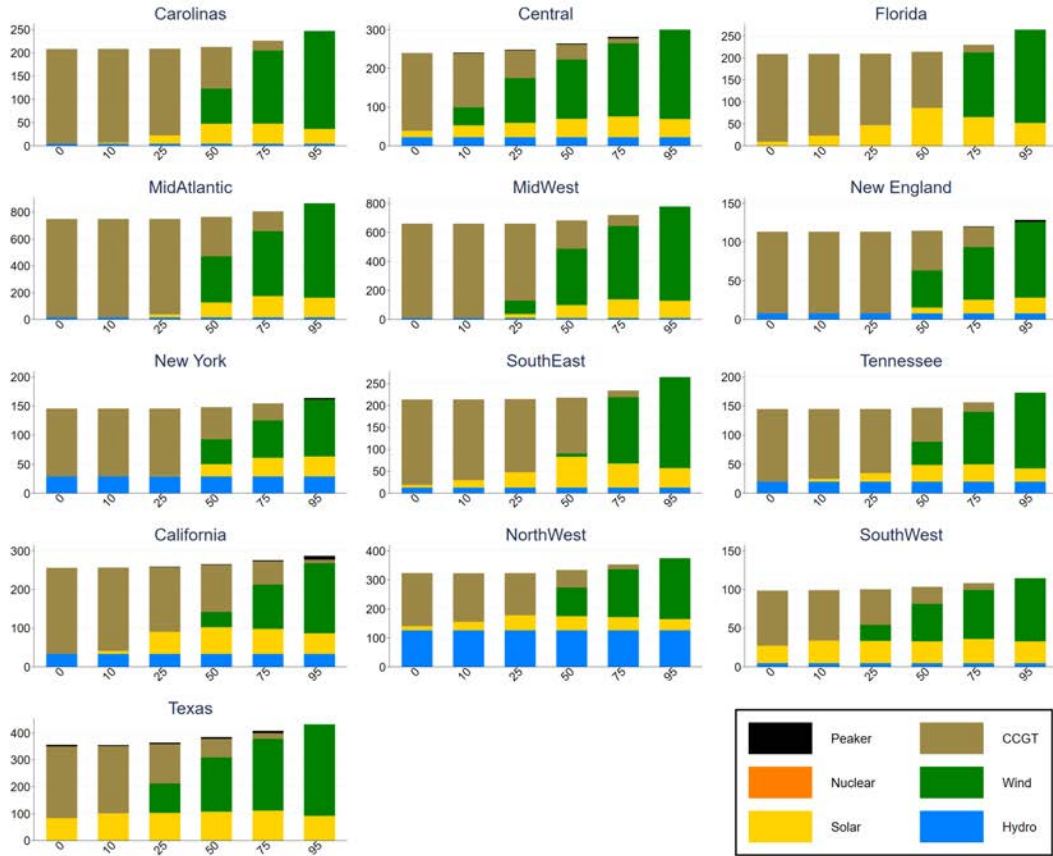 Carolinas Central Florida
250 300 250
200 200
200
150 150
100 100 100
50 50
0 0 0
0 10 25 50 75 95 0 10 25 50 75 95 0 10 25 50 75 95
MidAtlantic MidWest New England
800 800 150
600 600 100
400 400
50
200 200
0 0 0
0 10 25 50 75 95 0 10 25 50 75 95 0 10 25 50 75 95
New York SouthEast Tennessee
200 250 200
150 200 150
150
100 100
100
50 50 50
0 0 0
0 10 25 50 75 95 0 10 25 50 75 95 0 10 25 50 75 95
California NorthWest SouthWest
300 400 150
300
200 100
200
100 50
100
0 0 0
0 10 25 50 75 95 0 10 25 50 75 95 0 10 25 50 75 95
Texas
400
300
200
100
0
0 10 25 50 75 95
Peaker CCGT
Nuclear Wind
Solar Hydro